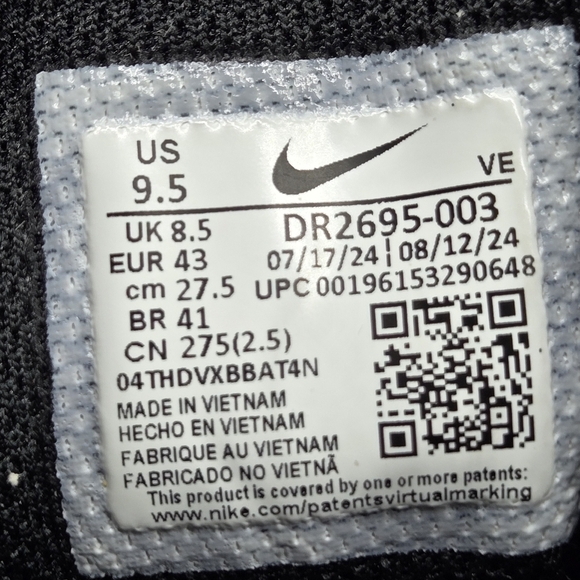 US
9.5
VE
UK 8.5
DR2695-003
EUR 43
07/17/24 | 08/12/24
cm 27.5
UPC 00196153290648
BR 41
CN 275(2.5)
04THDVXBBAT4N
MADE IN VIETNAM
HECHO EN VIETNAM
FABRIQUE AU VIETNAM
FABRICADO NO VIETNÃ
This product is covered by one or more patents:
www.nike.com/patentsvirtualmarking